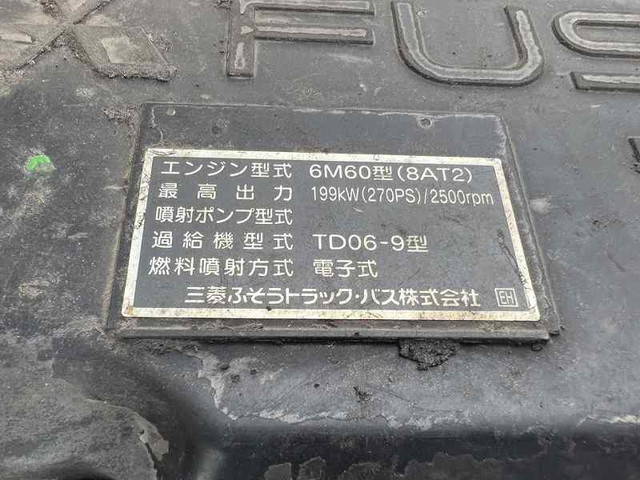 FUS
エンジン型式 6M60型(8AT2)
最高出力 199kW(270PS)/2500rpm
噴射ポンプ型式
過給機型式 TD06-9型
燃料噴射方式 電子式
三菱ふそうトラック・バス株式会社 EH